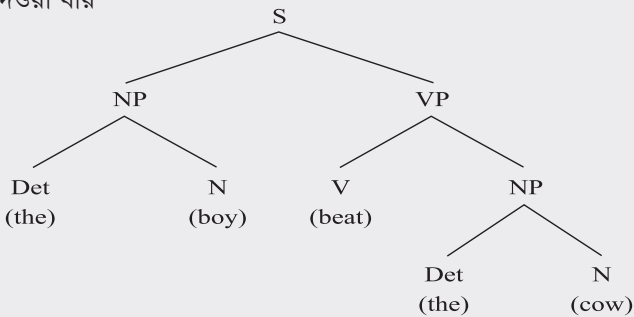 S
NP VP
Det N V NP
(the) (boy) (beat)
Det N
(the) (cow)